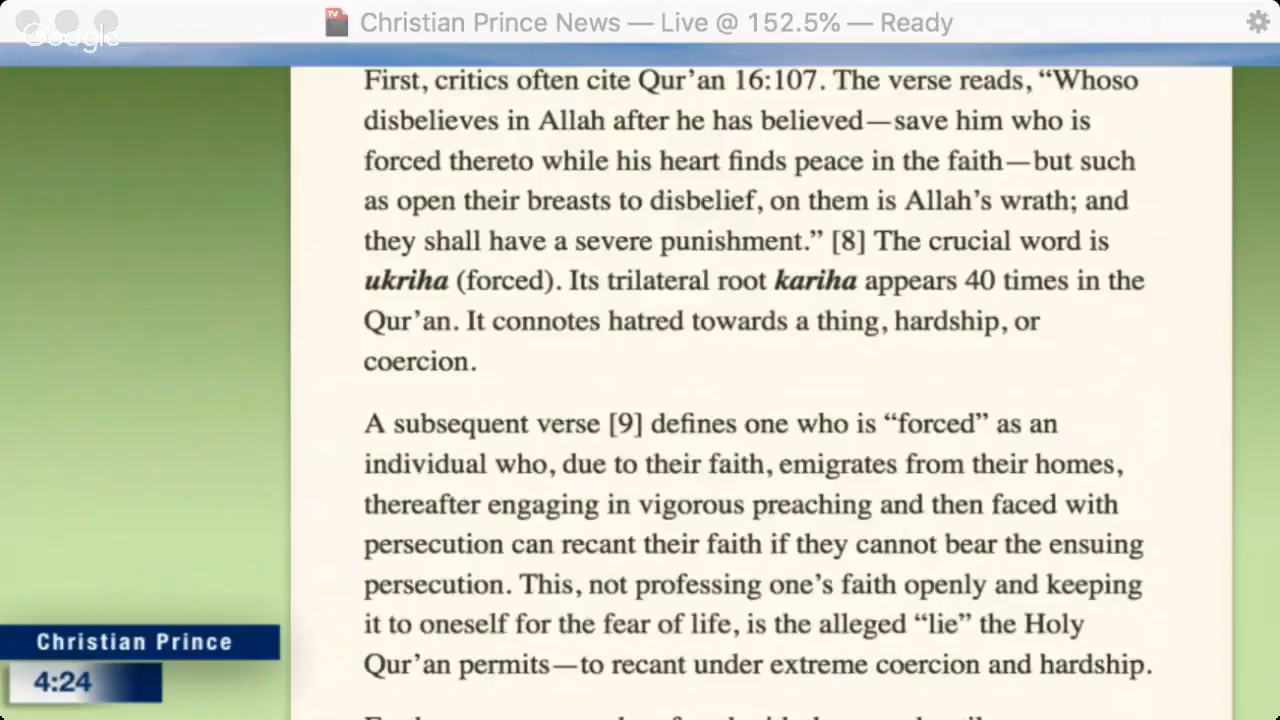 Christian Prince News — Live @ 152.5% — Ready
Google
First, critics often cite Qur’an 16:107. The verse reads, “Whoso
disbelieves in Allah after he has believed—save him who is
forced thereto while his heart finds peace in the faith—but such
as open their breasts to disbelief, on them is Allah’s wrath; and
they shall have a severe punishment.” [8] The crucial word is
ukriha (forced). Its trilateral root kariha appears 40 times in the
Qur’an. It connotes hatred towards a thing, hardship, or
coercion.
A subsequent verse [9] defines one who is “forced” as an
individual who, due to their faith, emigrates from their homes,
thereafter engaging in vigorous preaching and then faced with
persecution can recant their faith if they cannot bear the ensuing
persecution. This, not professing one’s faith openly and keeping
it to oneself for the fear of life, is the alleged “lie” the Holy
Qur’an permits—to recant under extreme coercion and hardship.
Christian Prince
4:24